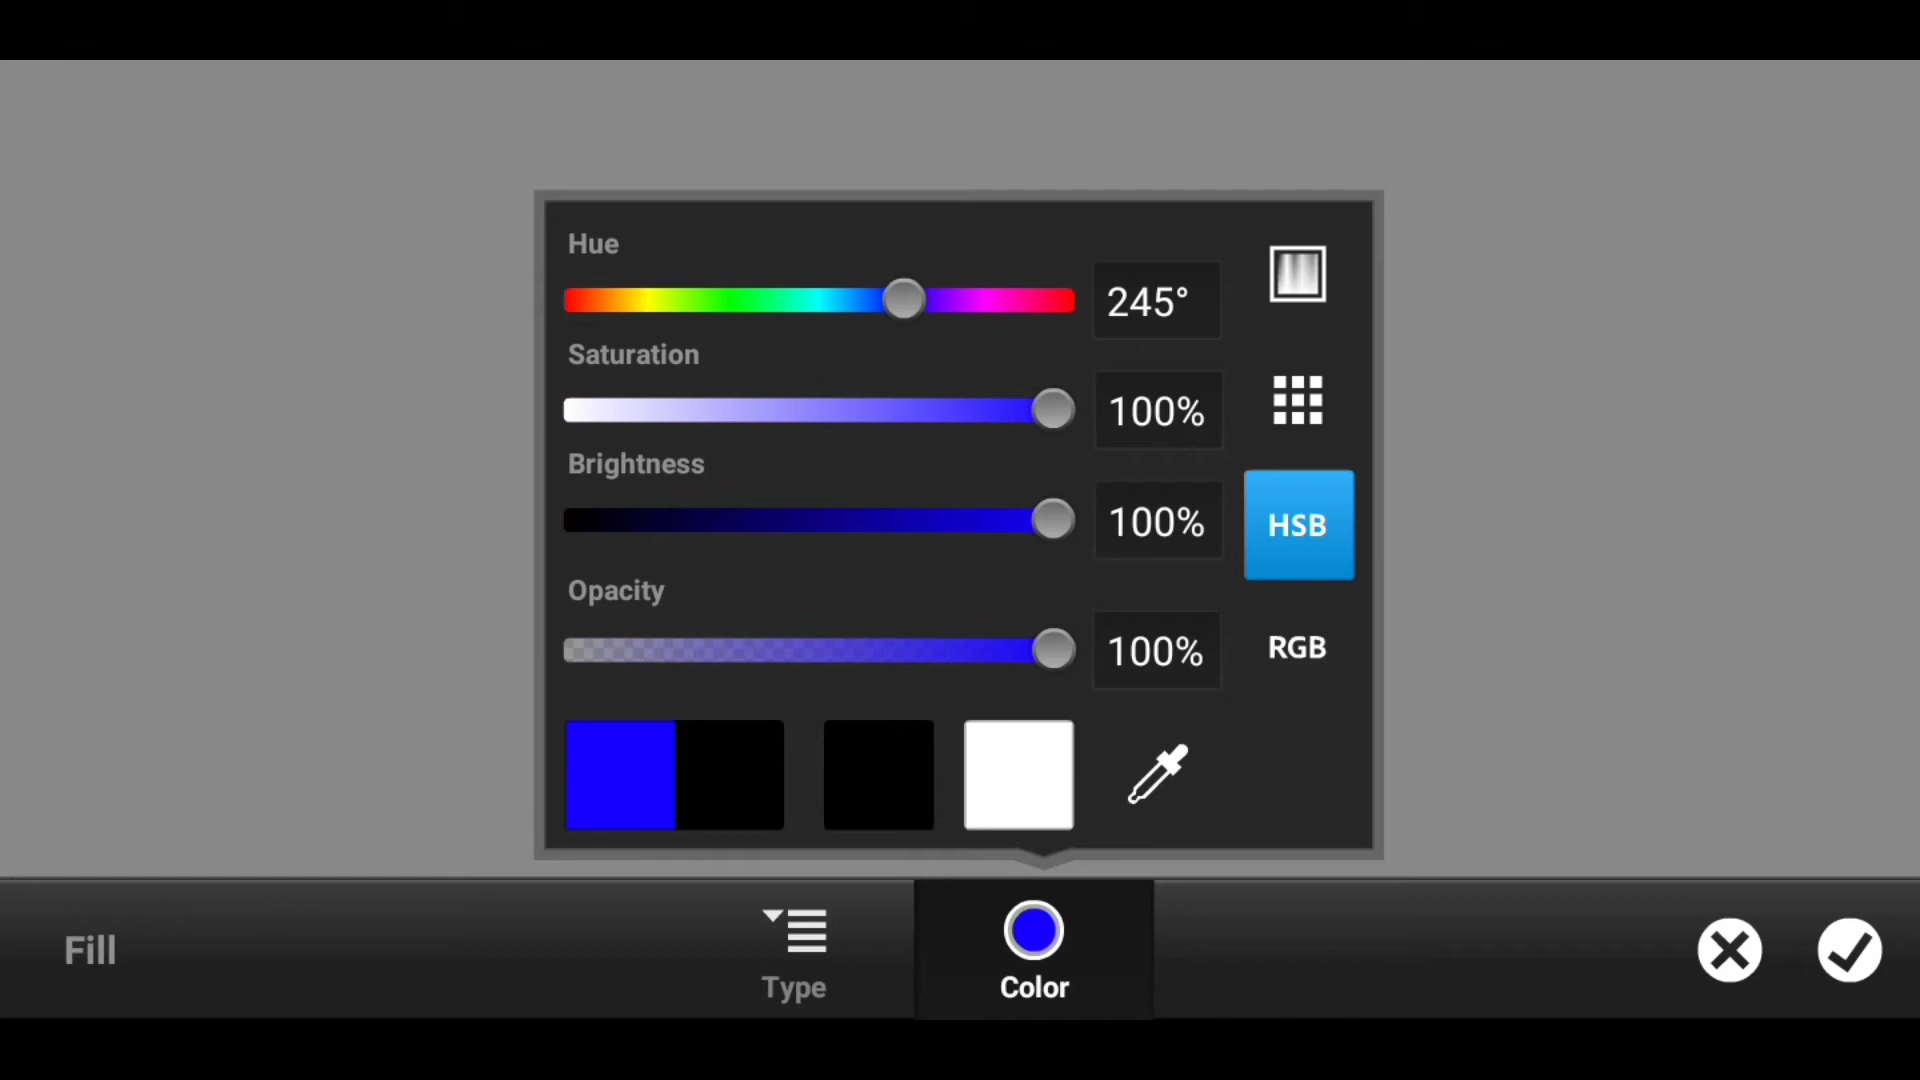 Hue
245°
Saturation
100%
Brightness
100%
HSB
Opacity
100%
RGB
Fill
Type
Color